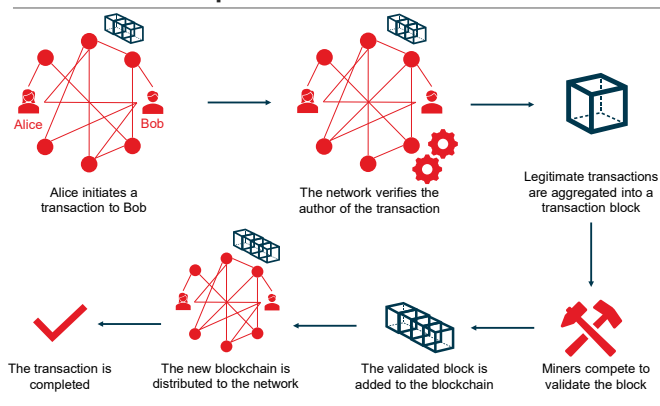 Alice
Bob
Alice initiates a
transaction to Bob
The network verifies the
author of the transaction
Legitimate transactions
are aggregated into a
transaction block
The transaction is
completed
The new blockchain is
distributed to the network
The validated block is
added to the blockchain
Miners compete to
validate the block